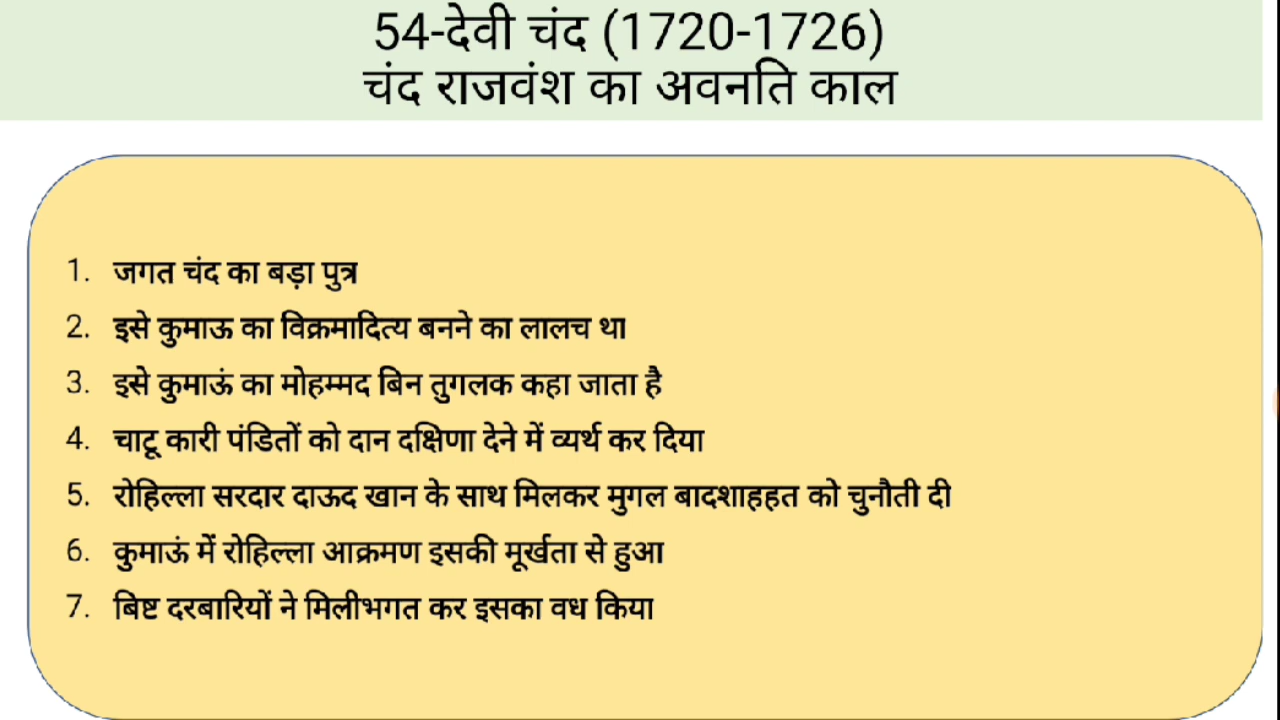 54-देवी चंद (1720-1726)
चंद राजवंश का अवनति काल
1. जगत चंद का बड़ा पुत्र
2. इसे कुमाऊ का विक्रमादित्य बनने का लालच था
3. इसे कुमाऊं का मोहम्मद बिन तुगलक कहा जाता है
4. चाटू कारी पंडितों को दान दक्षिणा देने में व्यर्थ कर दिया
5. रोहिल्ला सरदार दाऊद खान के साथ मिलकर मुगल बादशाहहत को चुनौती दी
6. कुमाऊं में रोहिल्ला आक्रमण इसकी मूर्खता से हुआ
7. बिष्ट दरबारियों ने मिलीभगत कर इसका वध किया